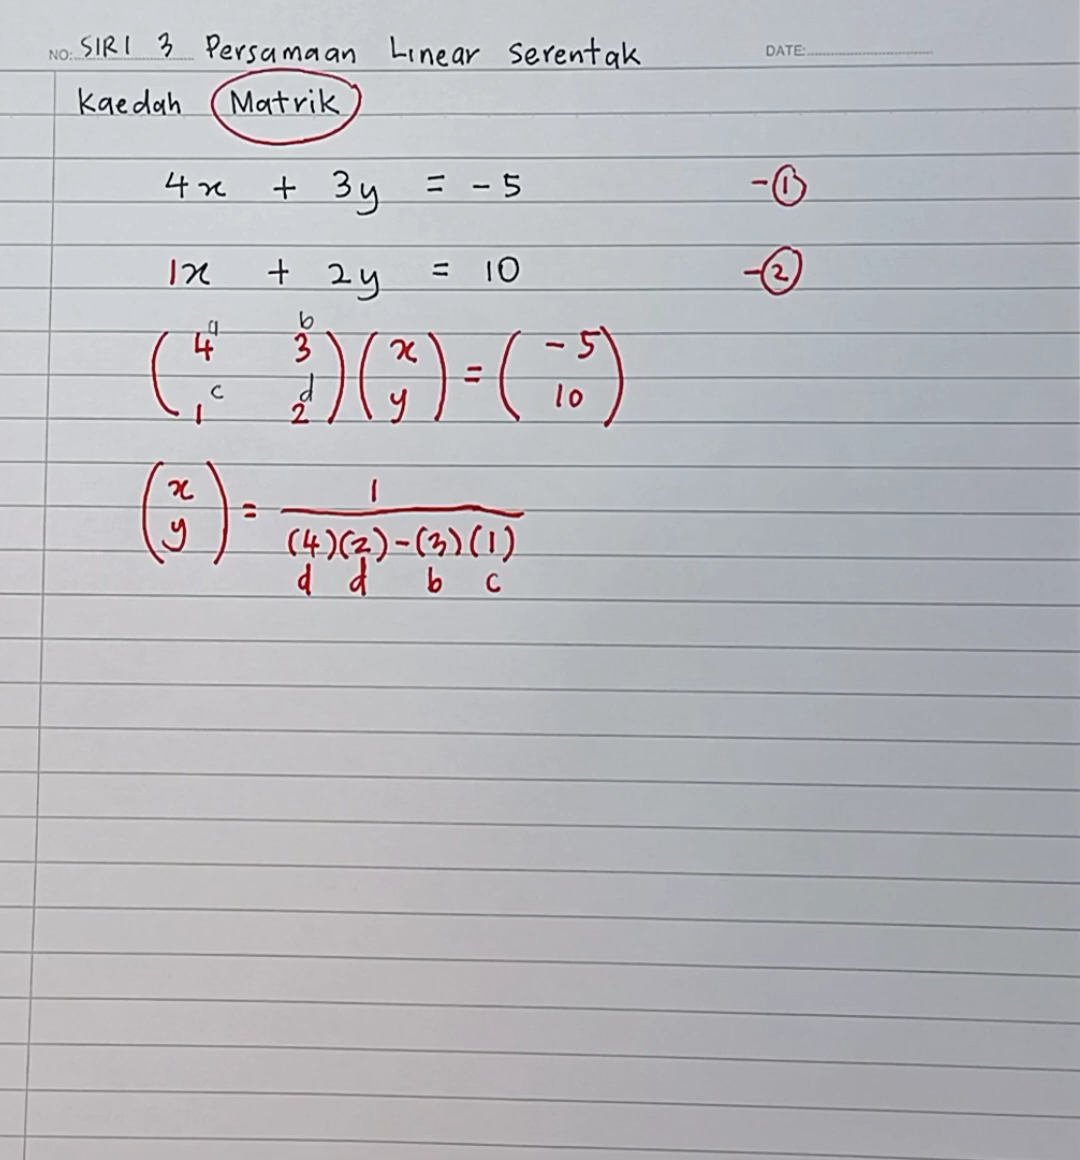 NO: SIRI 3 Persamaan Linear Serentak DATE:
Kaedah Matrik
4x + 3y = -5 -①
1x + 2y = 10 -②
a b
( 4 3 ) ( x ) = ( -5 )
c d
( 1 2 ) ( y ) ( 10 )
( x ) = 1
( y ) (4)(2)-(3)(1)
d d b c